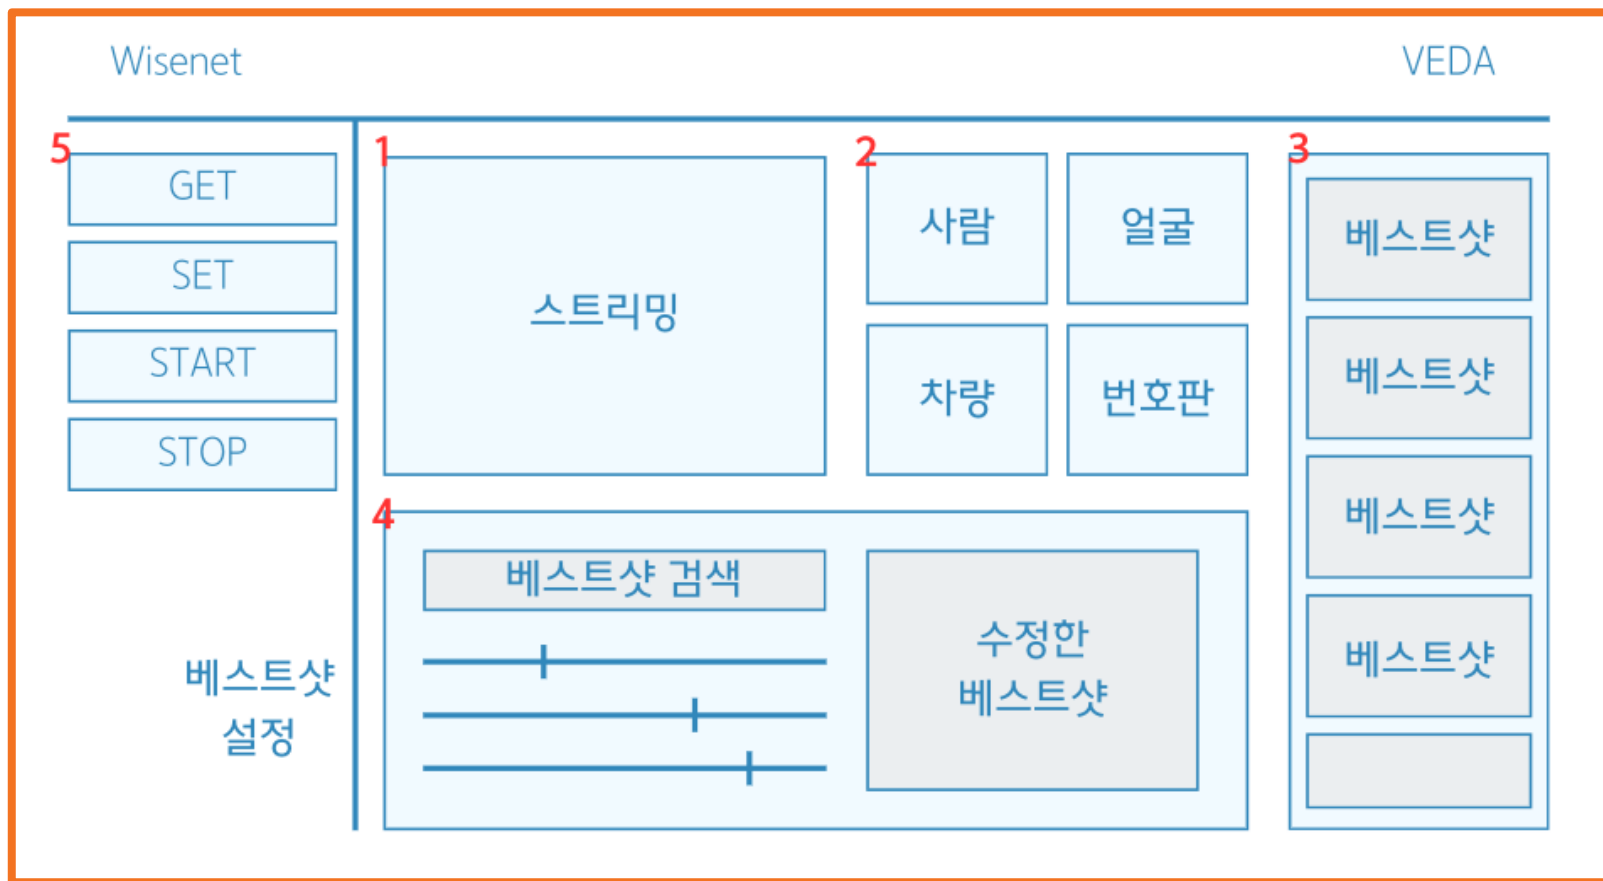 Wisenet
VEDA
5
GET
SET
START
STOP
베스트샷
설정
1
스트리밍
2
사람
얼굴
차량
번호판
3
베스트샷
베스트샷
베스트샷
베스트샷
4
베스트샷 검색
수정한
베스트샷